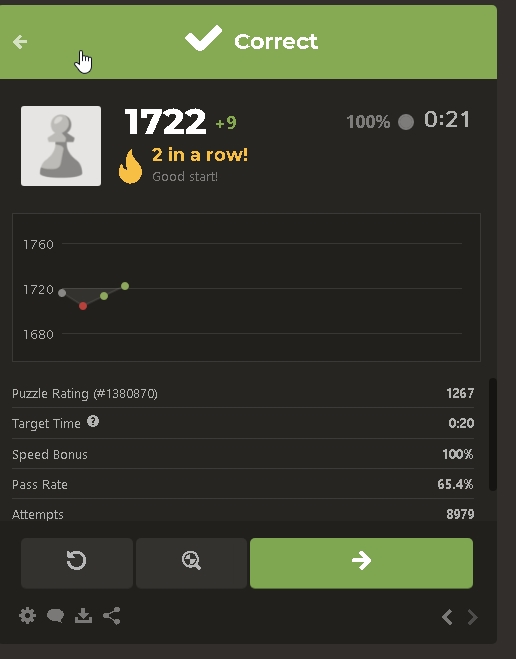 Correct
1722 +9
100% 0:21
2 in a row!
Good start!
1760
1720
1680
Puzzle Rating (#1380870) 1267
Target Time ? 0:20
Speed Bonus 100%
Pass Rate 65.4%
Attempts 8979